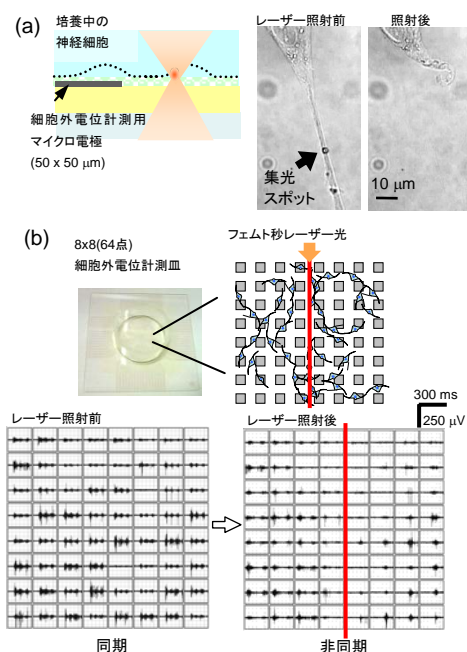 (a)
培養中の
神経細胞
細胞外電位計測用
マイクロ電極
(50 x 50 μm)
レーザー照射前
照射後
集光
スポット
10 μm
(b)
8x8(64点)
細胞外電位計測皿
フェムト秒レーザー光
300 ms
250 μV
レーザー照射前
レーザー照射後
同期
非同期